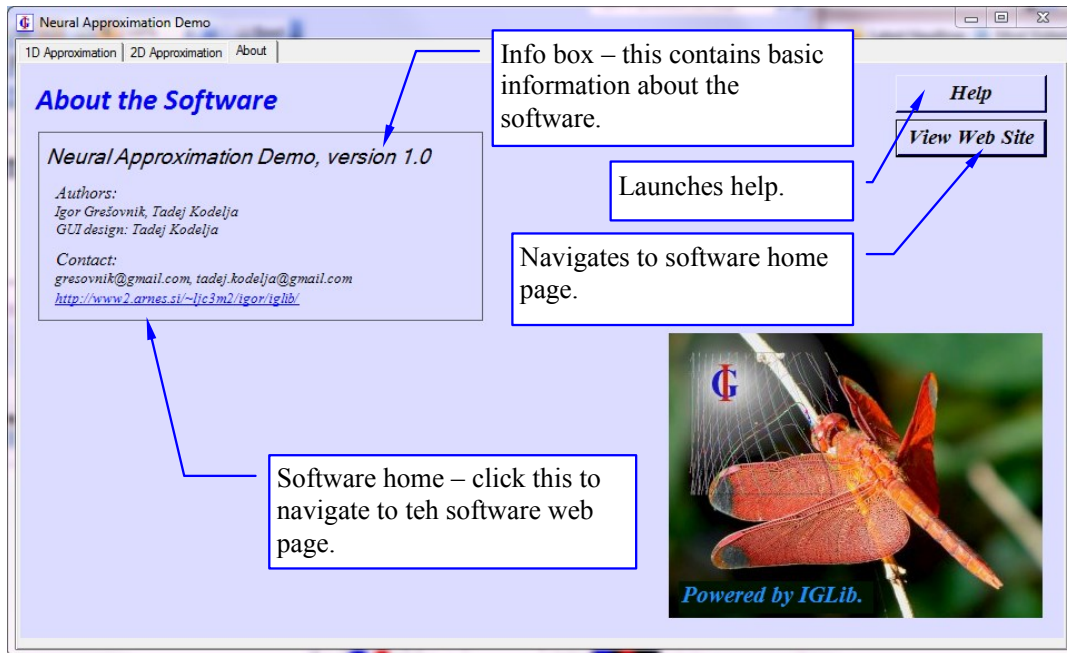 Neural Approximation Demo
1D Approximation 2D Approximation About
About the Software
Neural Approximation Demo, version 1.0
Authors:
Igor Grešovnik, Tadej Kodelja
GUI design: Tadej Kodelja
Contact:
gresovnik@gmail.com, tadej.kodelja@gmail.com
http://www2.arnes.si/~ljc3m2/igor/iglib/
Info box – this contains basic
information about the
software.
Help
View Web Site
Launches help.
Navigates to software home
page.
Software home – click this to
navigate to teh software web
page.
IG
Powered by IGLib.